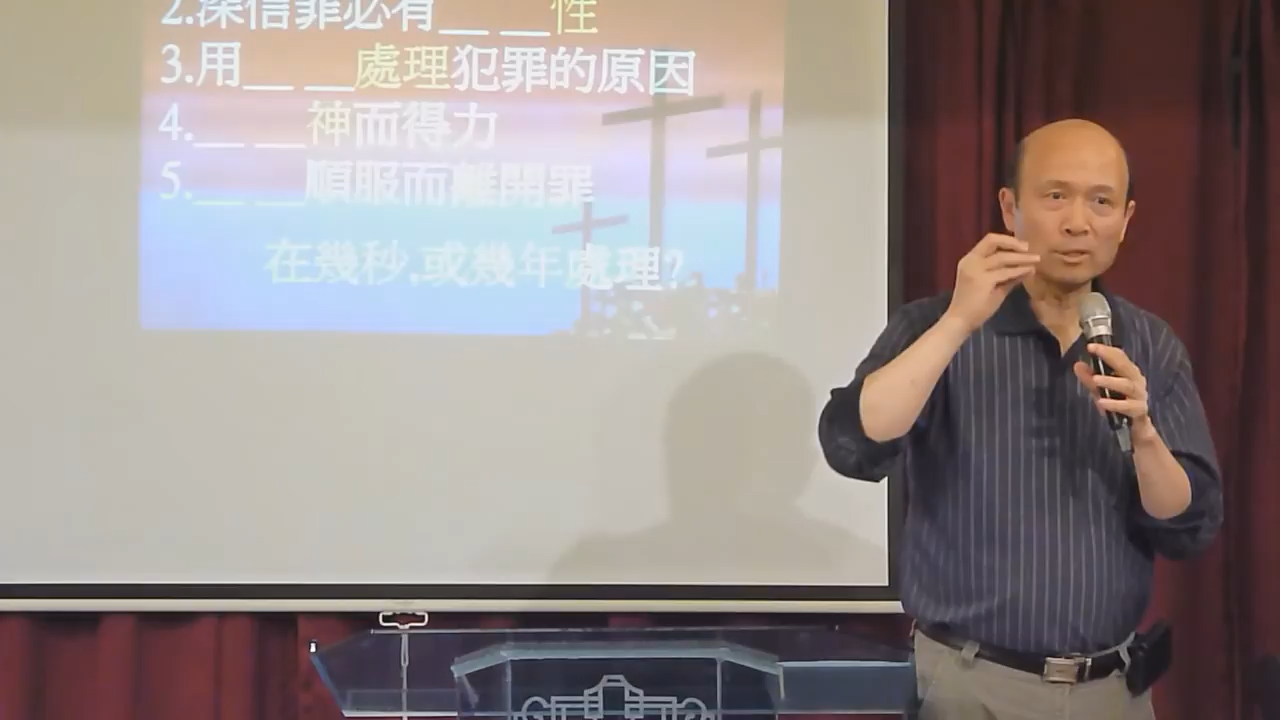 2.深信罪必有__ __性
3.用__ __處理犯罪的原因
4.__ __神而得力
5.__ __順服而離開罪
在幾秒,或幾年處理?